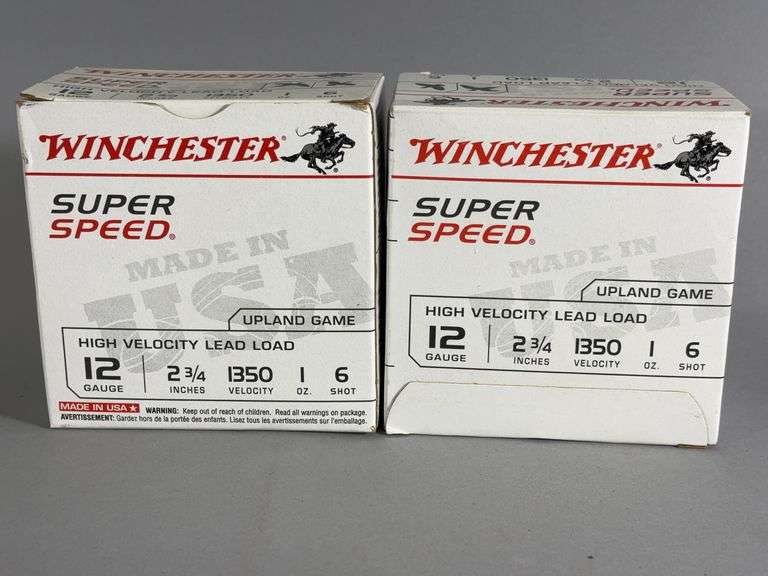 WINCHESTER®
SUPER
SPEED®
MADE IN
USA
UPLAND GAME
HIGH VELOCITY LEAD LOAD
12 2 3/4 1350 1 6
GAUGE INCHES VELOCITY OZ. SHOT
MADE IN USA★ WARNING: Keep out of reach of children. Read all warnings on package.
AVERTISSEMENT: Gardez hors de la portée des enfants. Lisez tous les avertissements sur l'emballage.
WINCHESTER
SUPER
WINCHESTER®
SUPER
SPEED®
MADE IN
USA
UPLAND GAME
HIGH VELOCITY LEAD LOAD
12 2 3/4 1350 1 6
GAUGE INCHES VELOCITY OZ. SHOT